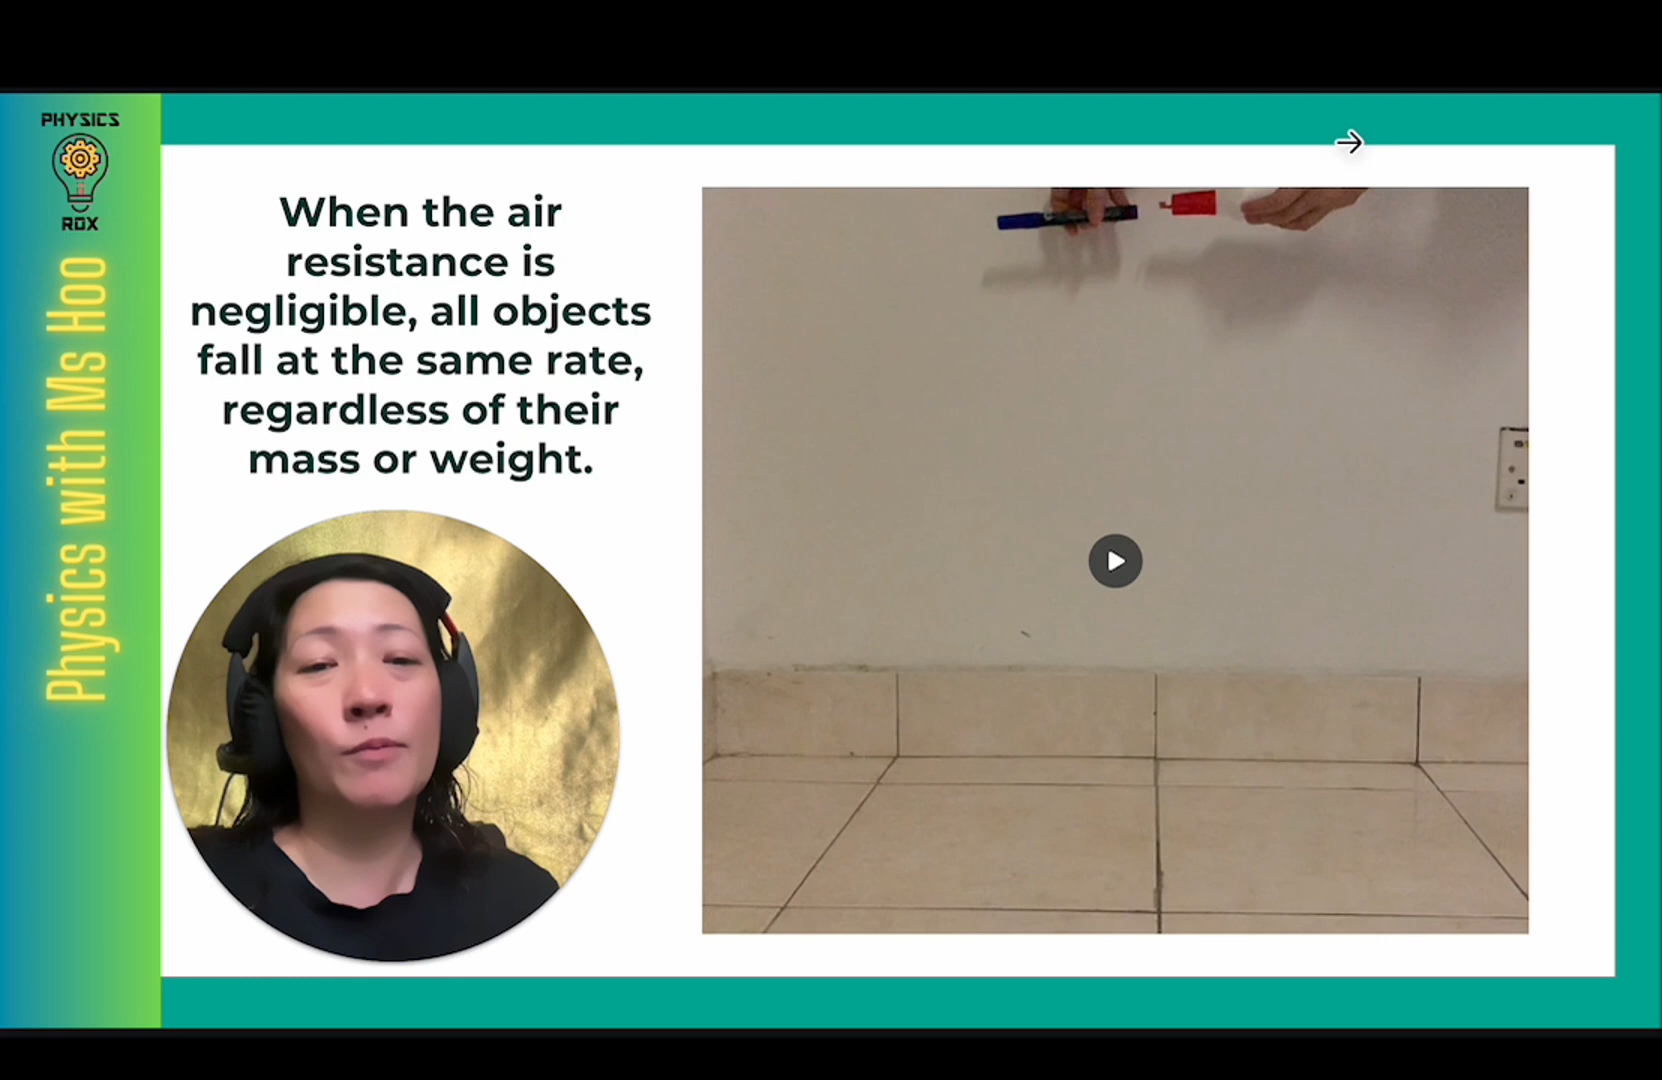 PHYSICS
ROX
Physics with Ms Hoo
When the air
resistance is
negligible, all objects
fall at the same rate,
regardless of their
mass or weight.